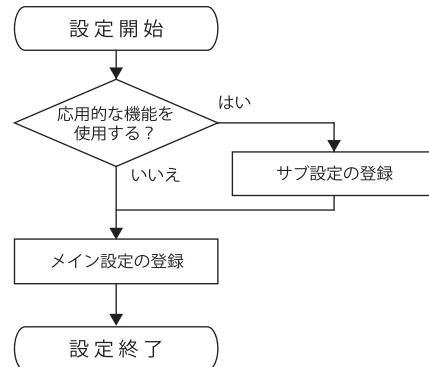 設定開始
応用的な機能を
使用する？
はい
いいえ
サブ設定の登録
メイン設定の登録
設定終了